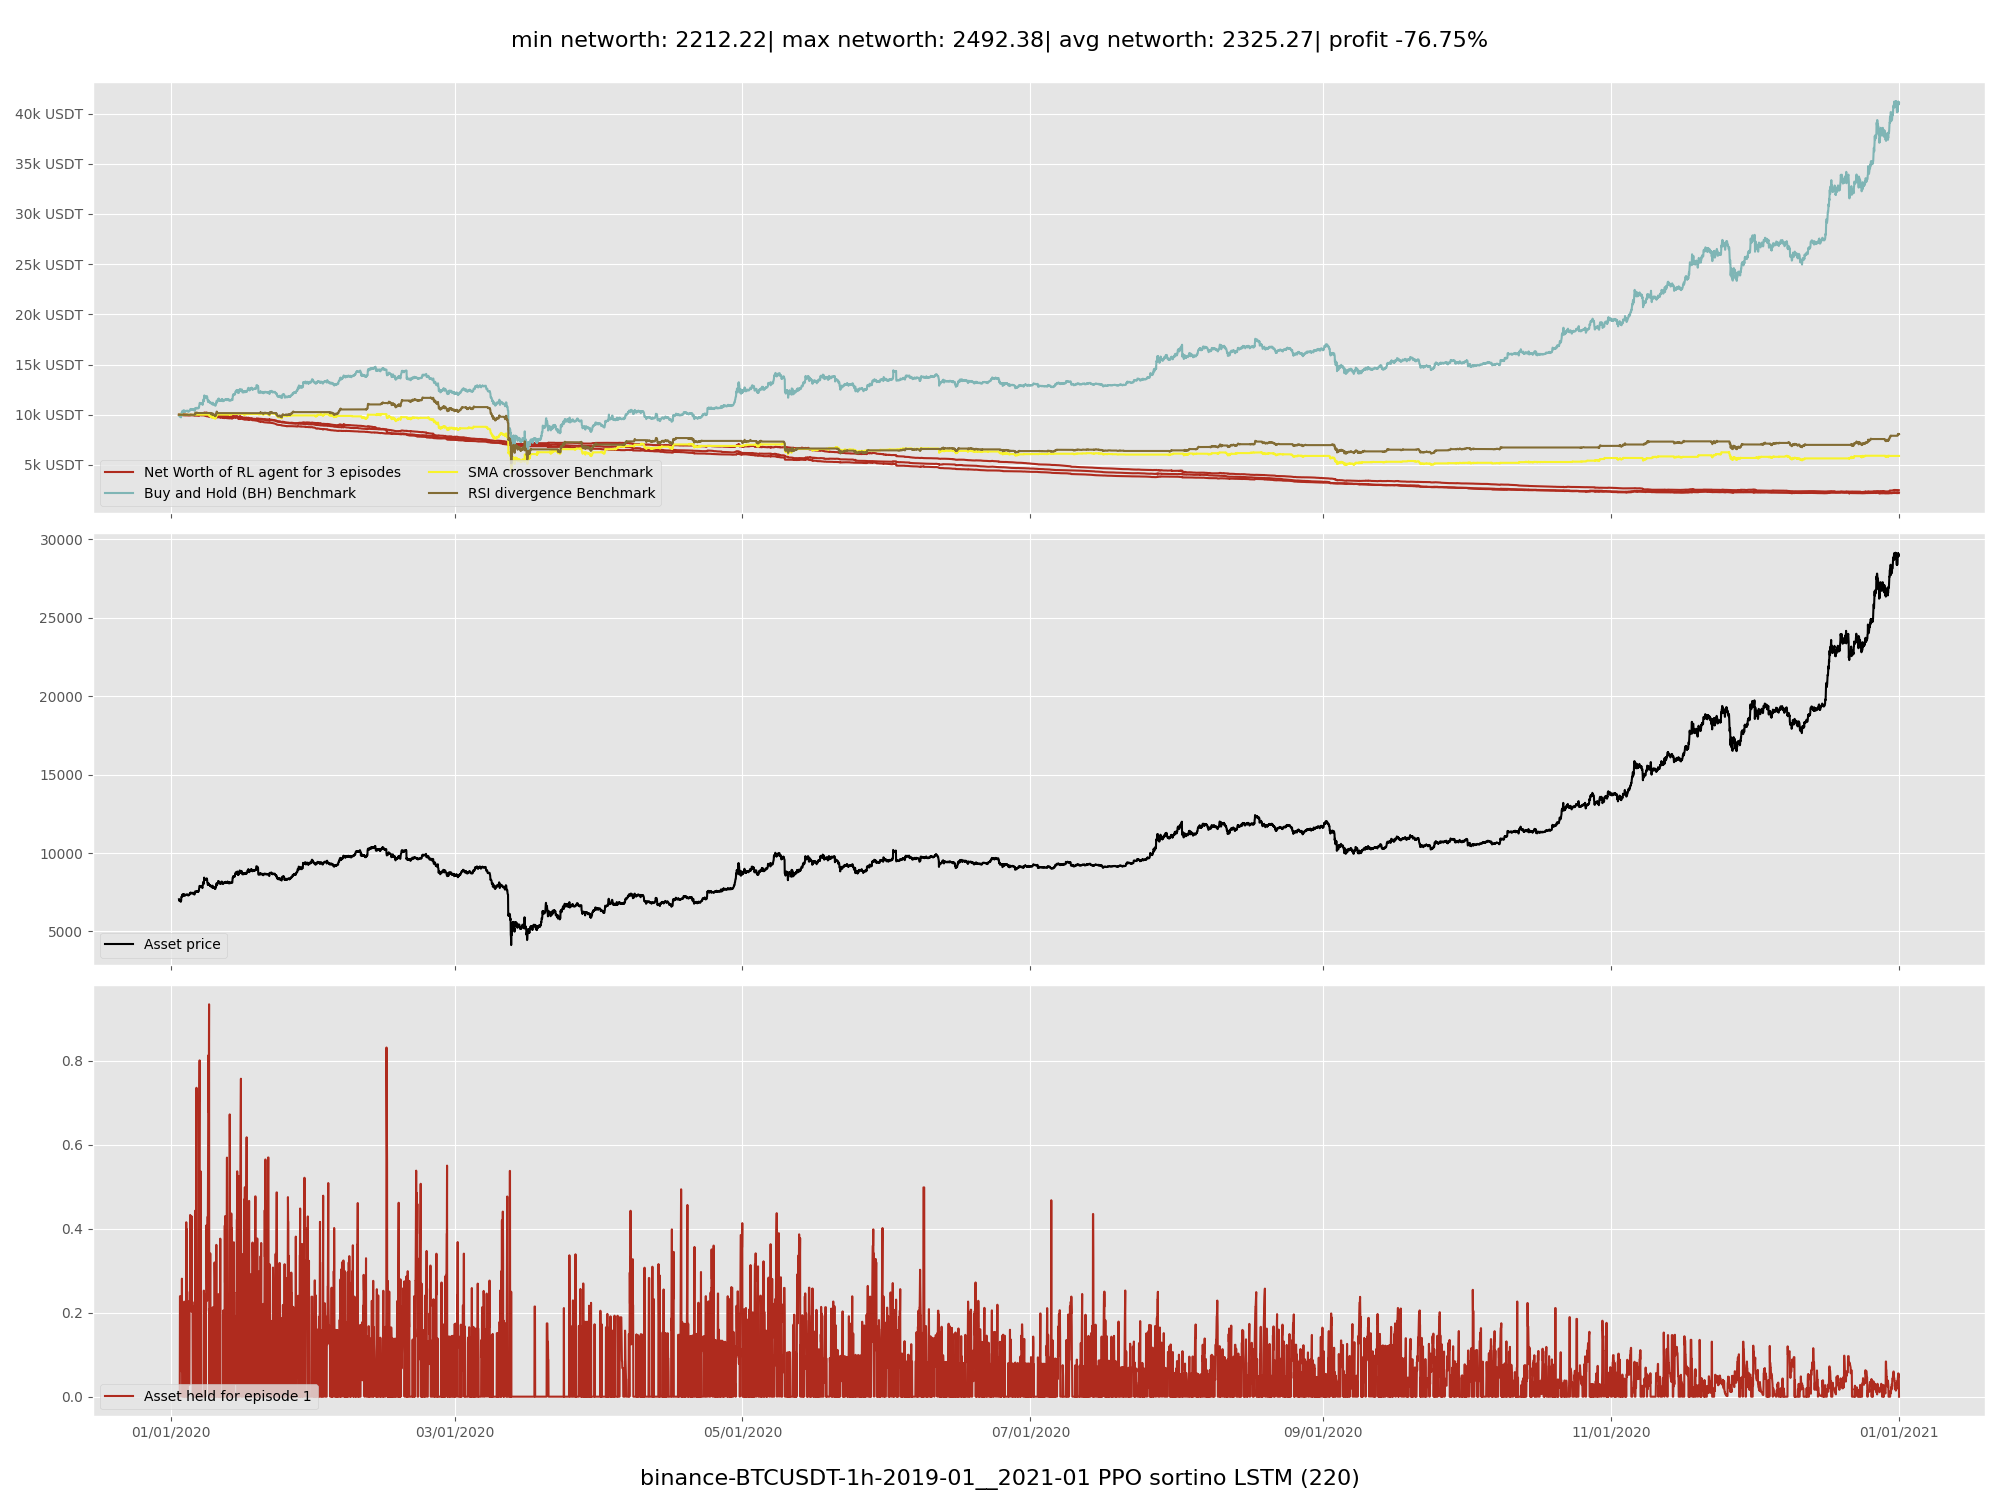 min networth: 2212.22| max networth: 2492.38| avg networth: 2325.27| profit -76.75%
40k USDT
35k USDT
30k USDT
25k USDT
20k USDT
15k USDT
10k USDT
5k USDT
Net Worth of RL agent for 3 episodes
Buy and Hold (BH) Benchmark
SMA crossover Benchmark
RSI divergence Benchmark
30000
25000
20000
15000
10000
5000
Asset price
0.8
0.6
0.4
0.2
0.0
Asset held for episode 1
01/01/2020 03/01/2020 05/01/2020 07/01/2020 09/01/2020 11/01/2020 01/01/2021
binance-BTCUSDT-1h-2019-01__2021-01 PPO sortino LSTM (220)